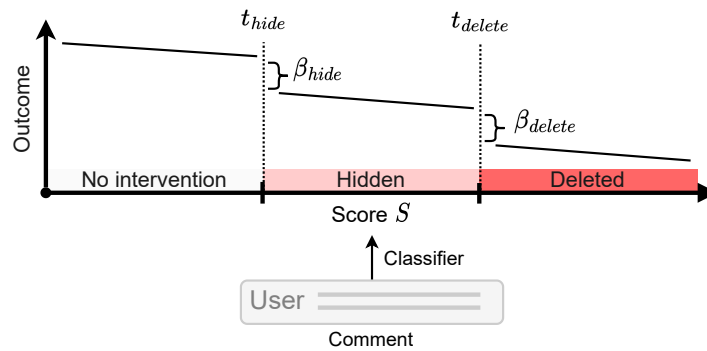 t_hide
t_delete
β_hide
β_delete
Outcome
No intervention
Hidden
Deleted
Score S
Classifier
User
Comment